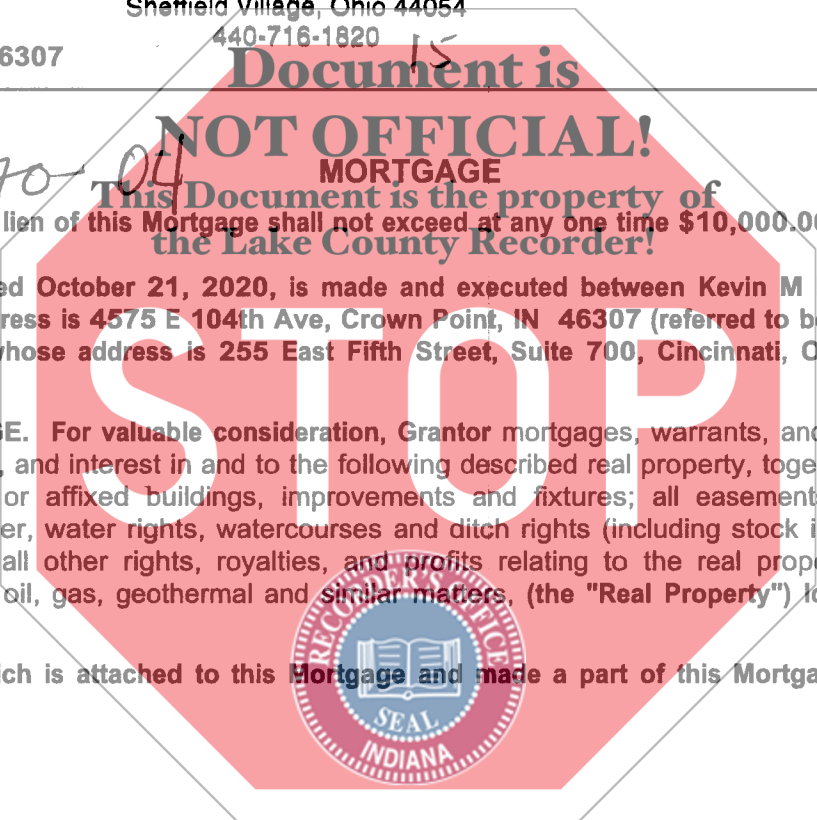 Sheffield Village, Ohio 44054
440-716-1820
6307
15
Document is
NOT OFFICIAL!
04
MORTGAGE
This Document is the property of
lien of this Mortgage shall not exceed at any one time $10,000.00
the Lake County Recorder!
ed October 21, 2020, is made and executed between Kevin M
ress is 4575 E 104th Ave, Crown Point, IN 46307 (referred to be
whose address is 255 East Fifth Street, Suite 700, Cincinnati, O
STOP
GE. For valuable consideration, Grantor mortgages, warrants, and
, and interest in and to the following described real property, toge
or affixed buildings, improvements and fixtures; all easements
er, water rights, watercourses and ditch rights (including stock i
all other rights, royalties, and profits relating to the real prope
oil, gas, geothermal and similar matters, (the "Real Property") lo
RECORDER'S OFFICE
ich is attached to this Mortgage and made a part of this Mortga
SEAL
INDIANA